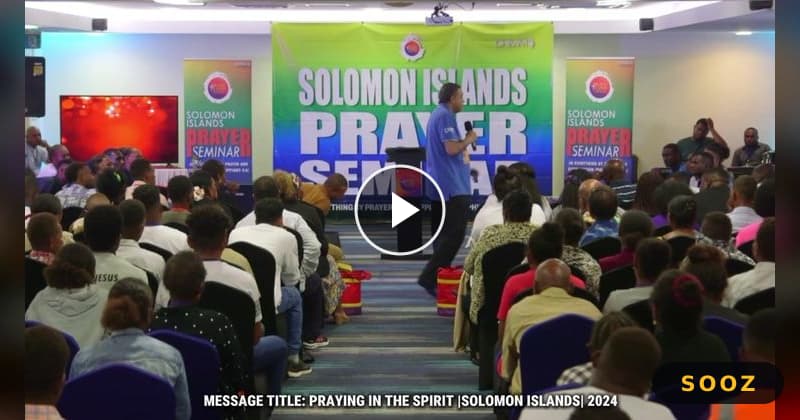 SOLOMON ISLANDS
PRAYER
SEMINAR
SOLOMON
ISLANDS
PRAYER
SEMINAR
SOLOMON
ISLANDS
PRAYER
SEMINAR
JESUS
MESSAGE TITLE: PRAYING IN THE SPIRIT |SOLOMON ISLANDS| 2024
SOOZ